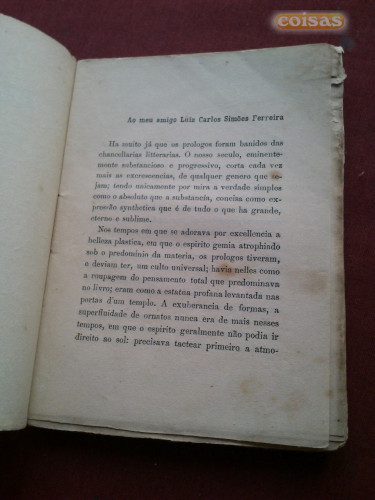 coisas
Ao meu amigo Luiz Carlos Simões Ferreira
Ha muito já que os prologos foram banidos das
chancellarias litterarias. O nosso seculo, eminente-
mente substancioso e progressivo, corta cada vez
mais as excrescencias, de qualquer genero que se-
jam; tendo unicamente por mira a verdade simples
como o absoluto que a substancía, concisa como ex-
pressão synthetica que é de tudo o que ha grande,
eterno e sublime.
Nos tempos em que se adorava por excellencia a
belleza plastica, em que o espirito gemia atrophiado
sob o predominio da materia, os prologos tiveram,
e deviam ter, um culto universal; havia nelles como
a roupagem do pensamento total que predominava
no livro; eram como a estatua profana levantada nas
portas d'um templo. A exuberancia de formas, a
superfluidade de ornatos nunca era de mais nesses
tempos, em que o espirito geralmente não podia ir
direito ao sol: precisava tactear primeiro a atmo-